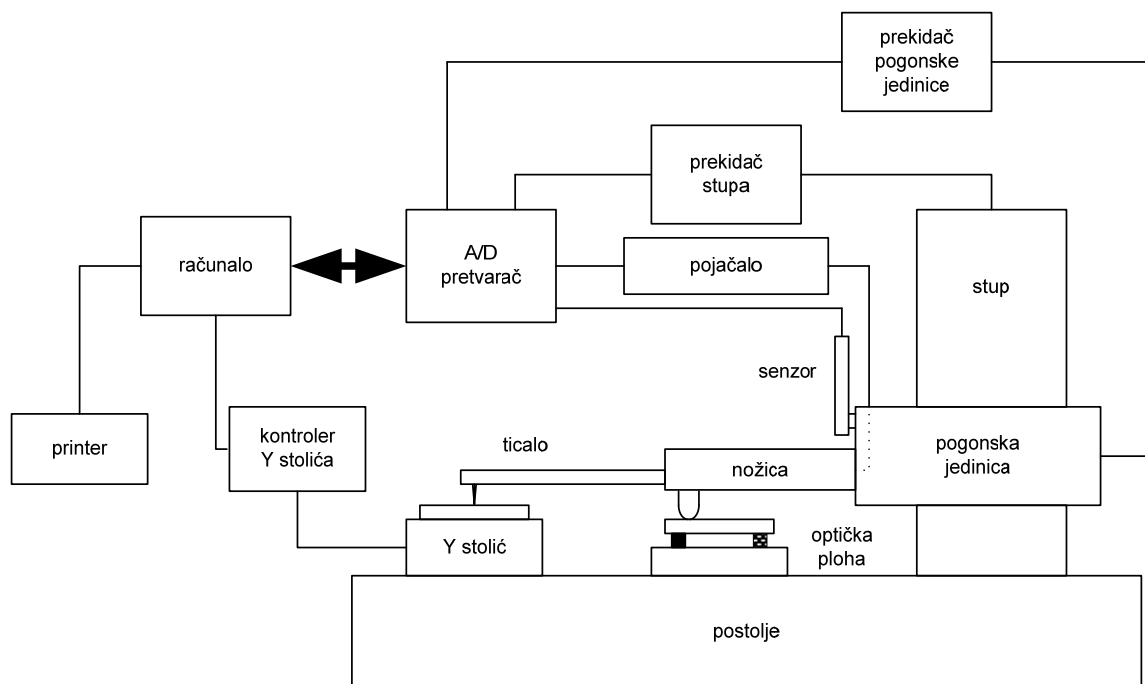 prekidač
pogonske
jedinice
prekidač
stupa
računalo
A/D
pretvarač
pojačalo
stup
senzor
printer
kontroler
Y stolića
ticalo
nožica
pogonska
jedinica
Y stolić
optička
ploha
postolje